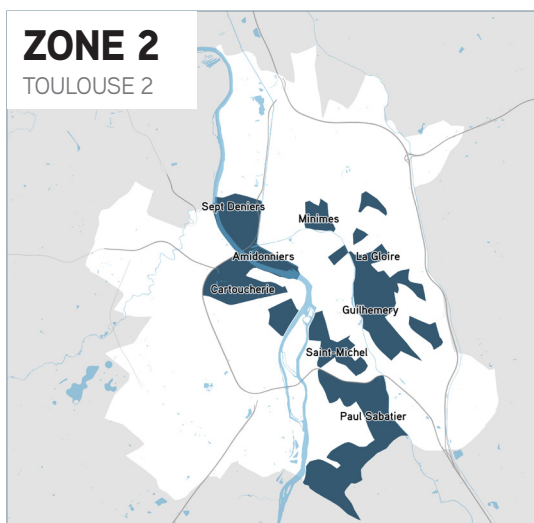 ZONE 2
TOULOUSE 2
Sept Deniers
Minimes
Amidonniers
La Gloire
Cartoucherie
Guilhemery
Saint-Michel
Paul Sabatier